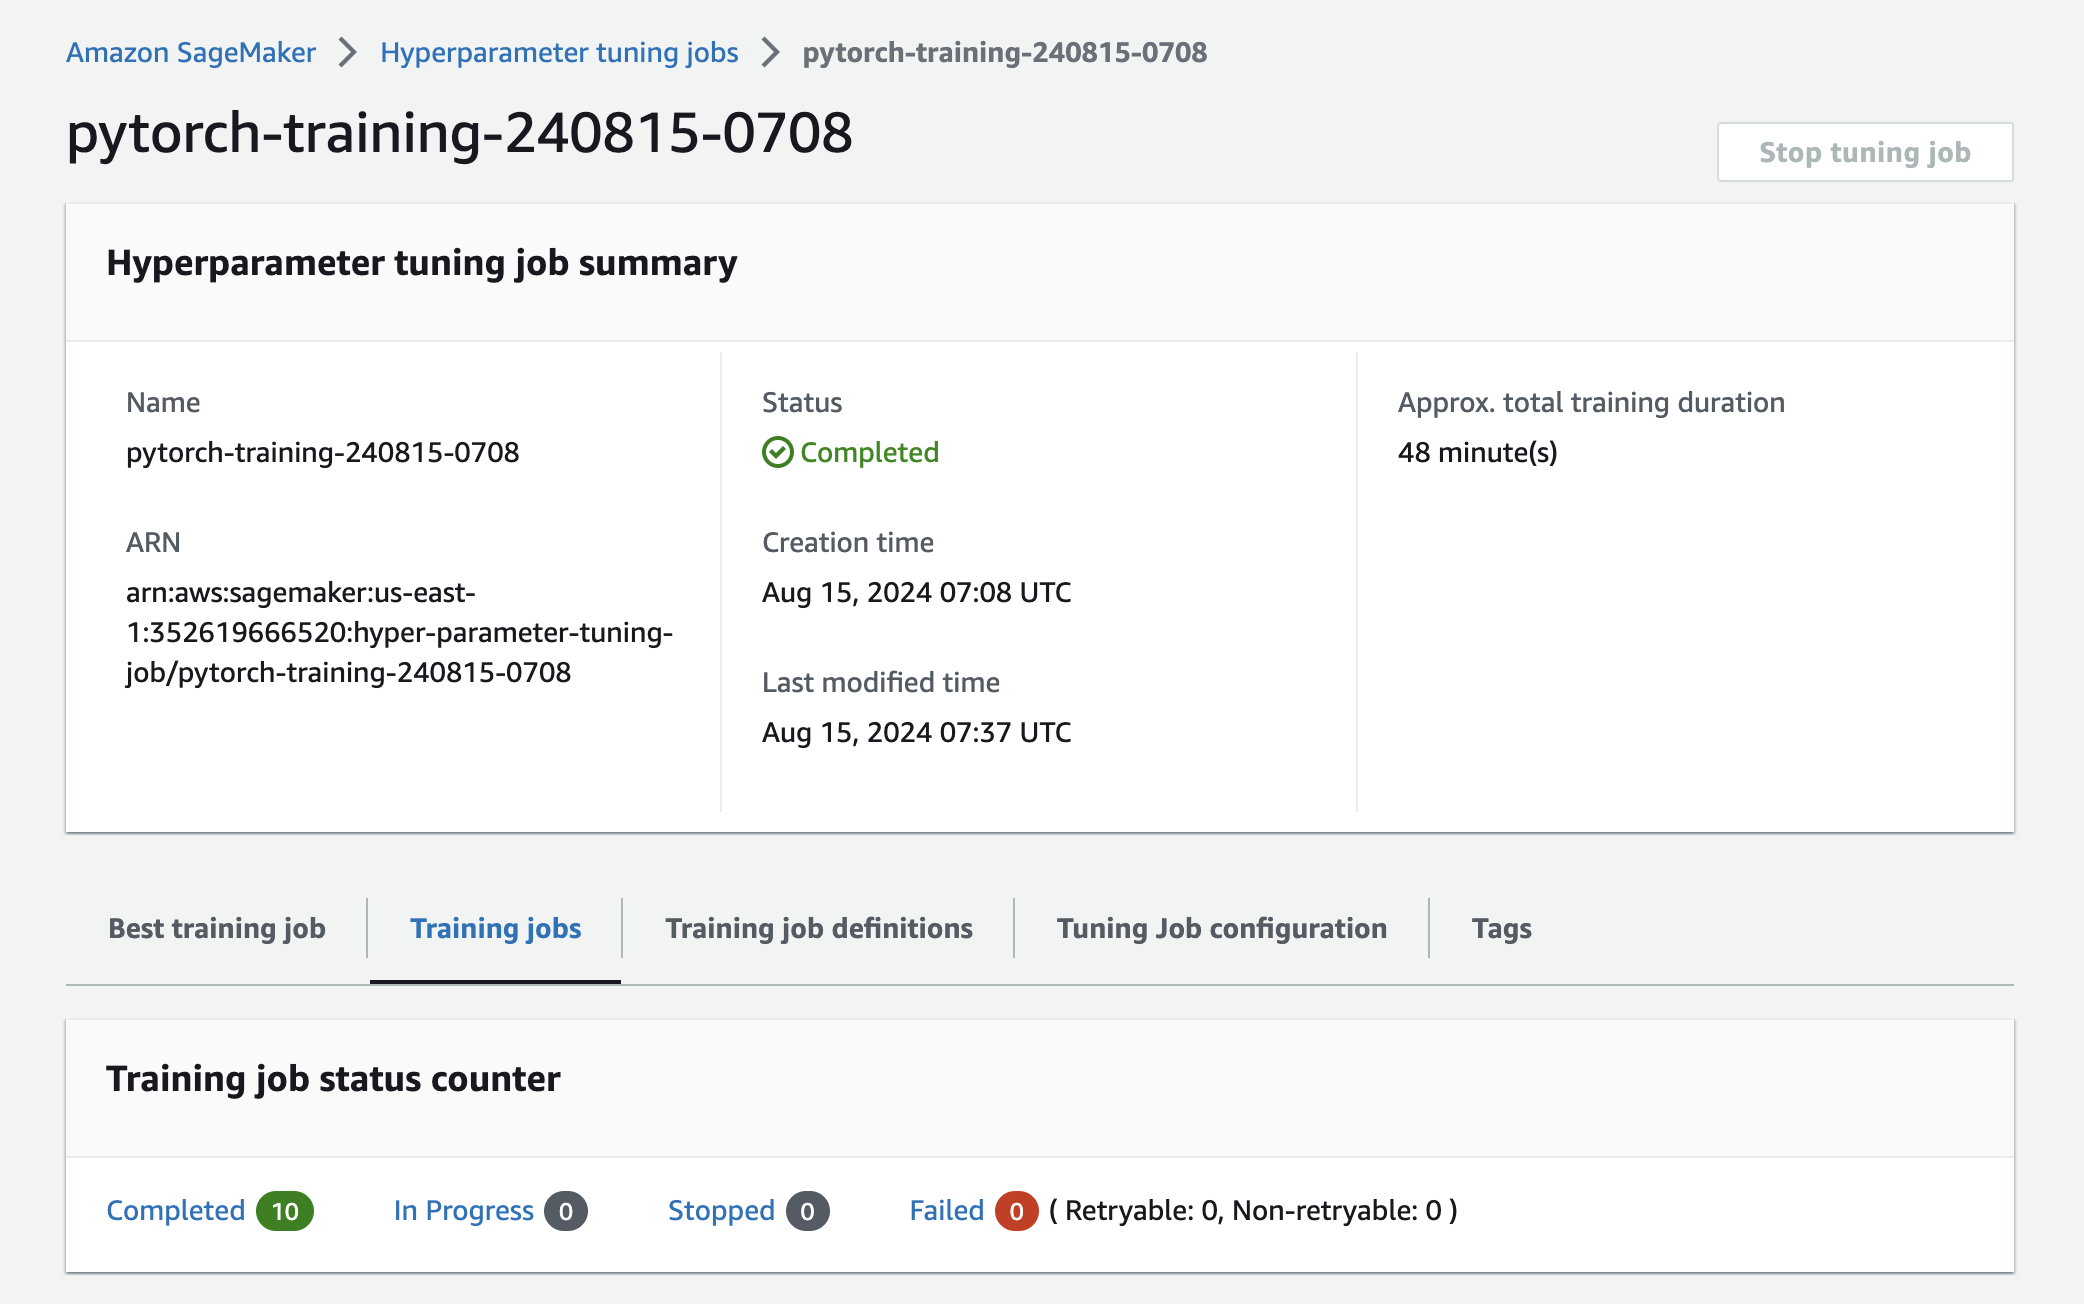 Amazon SageMaker > Hyperparameter tuning jobs > pytorch-training-240815-0708
pytorch-training-240815-0708
Stop tuning job
Hyperparameter tuning job summary
Name
pytorch-training-240815-0708
ARN
arn:aws:sagemaker:us-east-
1:352619666520:hyper-parameter-tuning-
job/pytorch-training-240815-0708
Status
Completed
Creation time
Aug 15, 2024 07:08 UTC
Last modified time
Aug 15, 2024 07:37 UTC
Approx. total training duration
48 minute(s)
Best training job
Training jobs
Training job definitions
Tuning Job configuration
Tags
Training job status counter
Completed 10
In Progress 0
Stopped 0
Failed 0 ( Retryable: 0, Non-retryable: 0 )